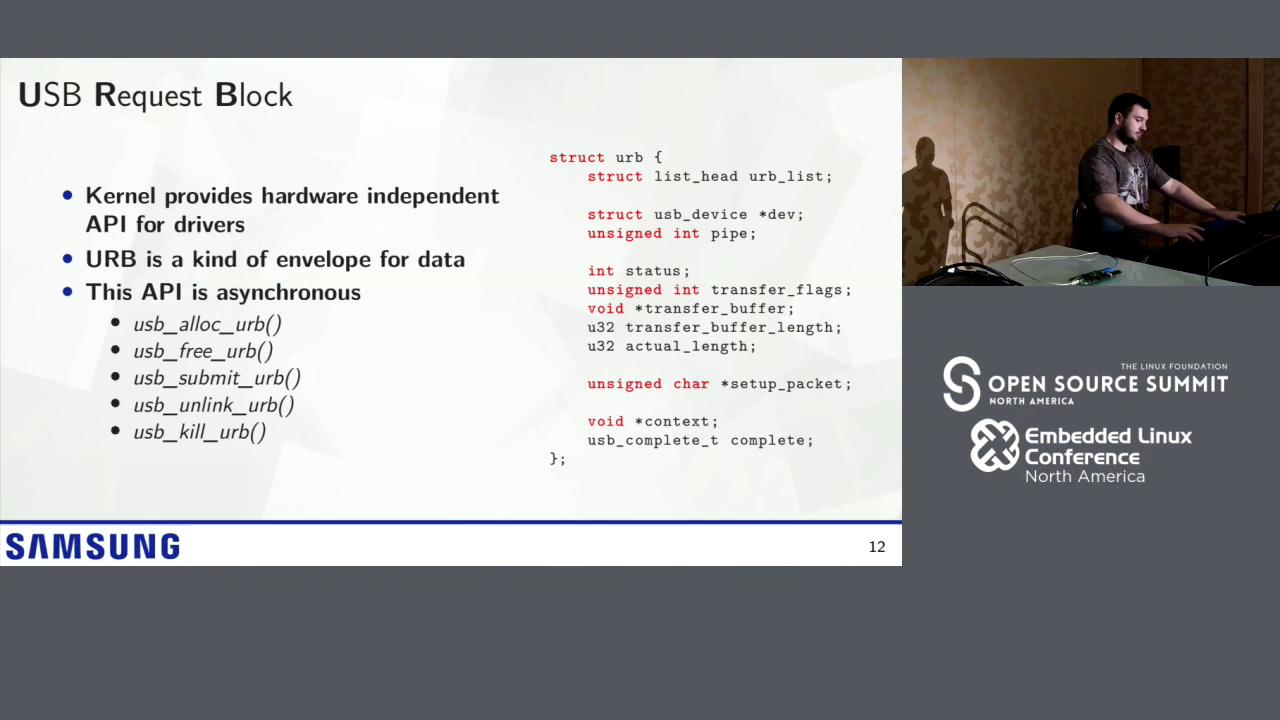 USB Request Block
• Kernel provides hardware independent
API for drivers
• URB is a kind of envelope for data
• This API is asynchronous
• usb_alloc_urb()
• usb_free_urb()
• usb_submit_urb()
• usb_unlink_urb()
• usb_kill_urb()
struct urb {
struct list_head urb_list;
struct usb_device *dev;
unsigned int pipe;
int status;
unsigned int transfer_flags;
void *transfer_buffer;
u32 transfer_buffer_length;
u32 actual_length;
unsigned char *setup_packet;
void *context;
usb_complete_t complete;
};
SAMSUNG
12
THE LINUX FOUNDATION
OPEN SOURCE SUMMIT
NORTH AMERICA
Embedded Linux
Conference
North America